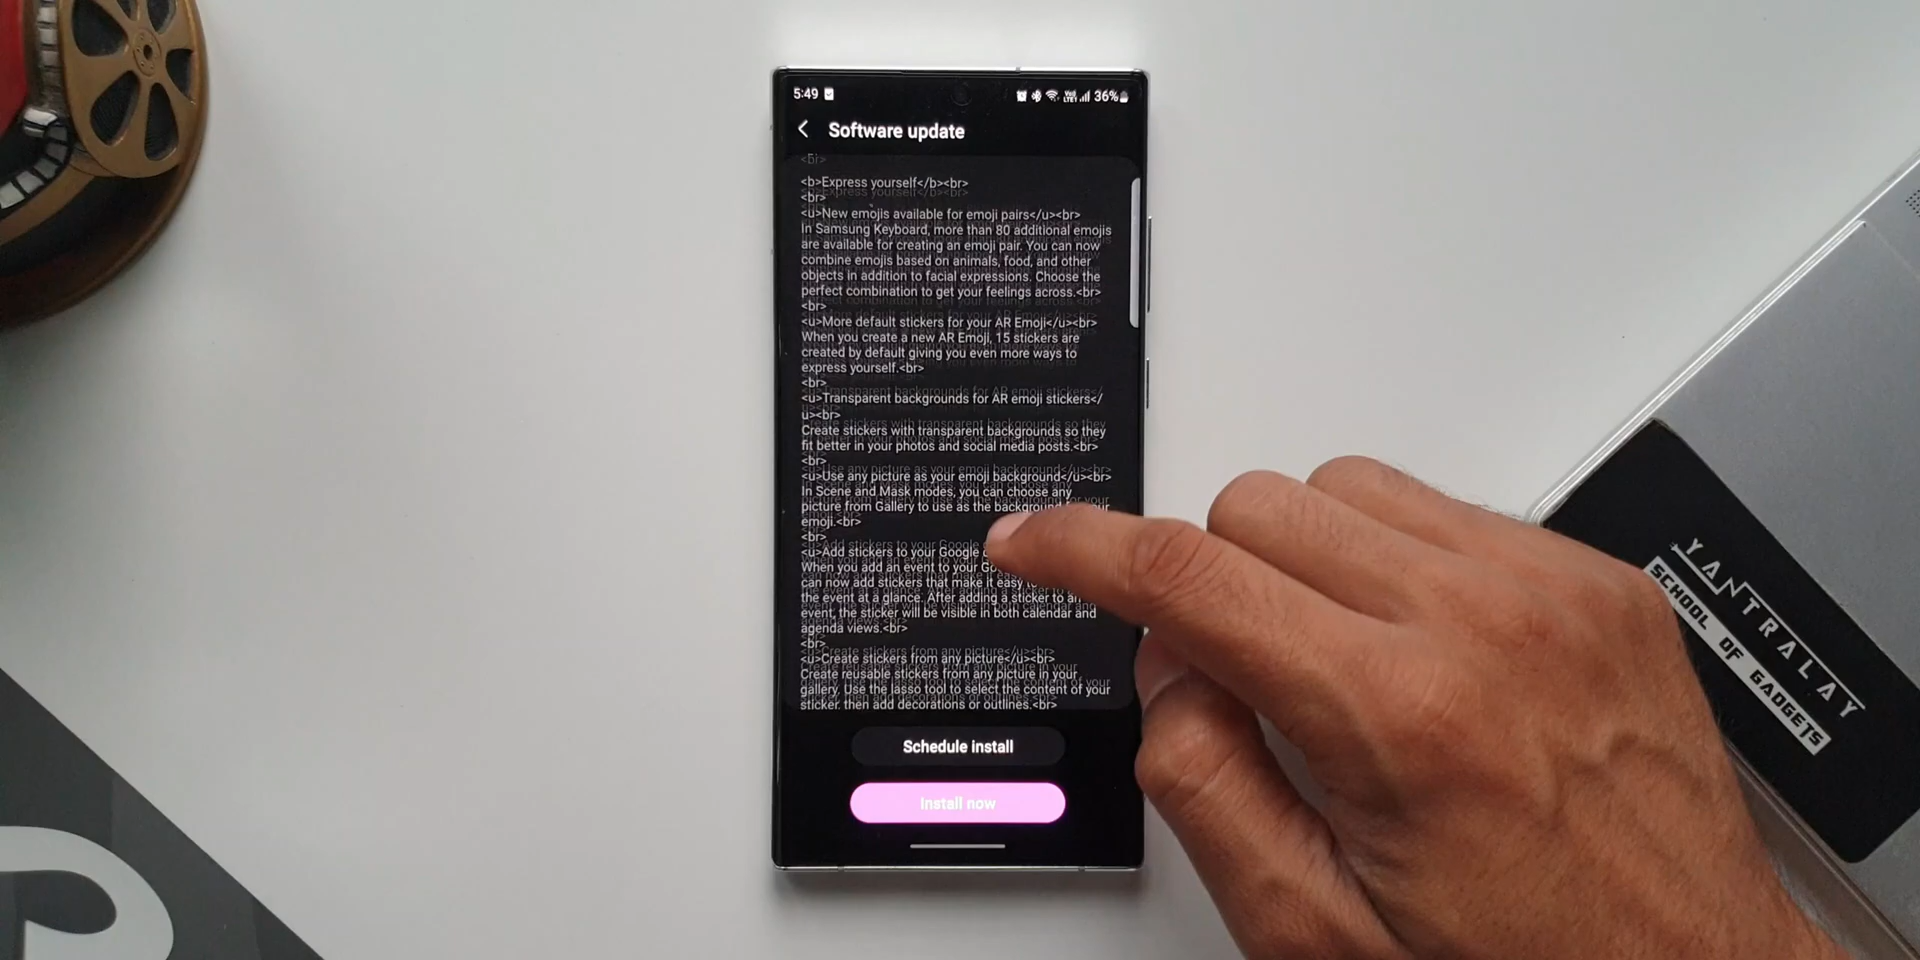 5:49
Vo) LTE1 36%
Software update
<br>
<b>Express yourself</b><br>
<br>
<u>New emojis available for emoji pairs</u><br>
In Samsung Keyboard, more than 80 additional emojis
are available for creating an emoji pair. You can now
combine emojis based on animals, food, and other
objects in addition to facial expressions. Choose the
perfect combination to get your feelings across.<br>
<br>
<u>More default stickers for your AR Emoji</u><br>
When you create a new AR Emoji, 15 stickers are
created by default giving you even more ways to
express yourself.<br>
<br>
<u>Transparent backgrounds for AR emoji stickers</
u><br>
Create stickers with transparent backgrounds so they
fit better in your photos and social media posts.<br>
<br>
<u>Use any picture as your emoji background</u><br>
In Scene and Mask modes, you can choose any
picture from Gallery to use as the background for your
emoji.<br>
<br>
<u>Add stickers to your Google
When you add an event to your
can now add stickers that make it easy
the event at a glance. After adding a sticker to an
event, the sticker will be visible in both calendar and
agenda views.<br>
<br>
<u>Create stickers from any picture</u><br>
Create reusable stickers from any picture in your
gallery. Use the lasso tool to select the content of your
sticker, then add decorations or outlines.<br>
Schedule install
Install now
YANTRALAY
SCHOOL OF GADGETS